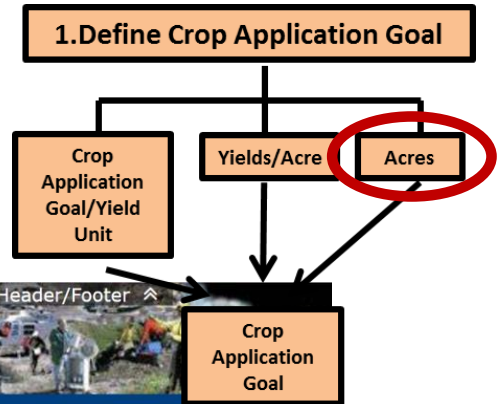 1.Define Crop Application Goal
Crop
Application
Goal/Yield
Unit
Yields/Acre
Acres
Header/Footer
Crop
Application
Goal